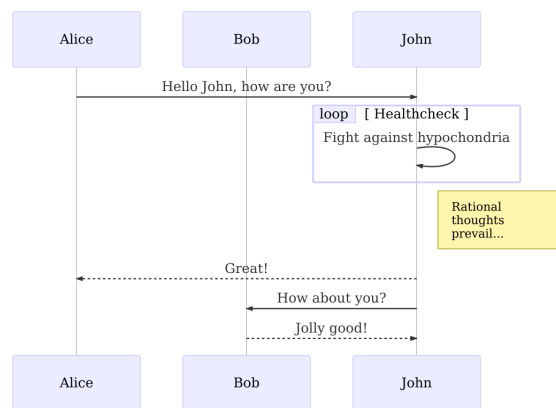 Alice
Bob
John
Hello John, how are you?
loop
[ Healthcheck ]
Fight against hypochondria
Rational
thoughts
prevail...
Great!
How about you?
Jolly good!
Alice
Bob
John